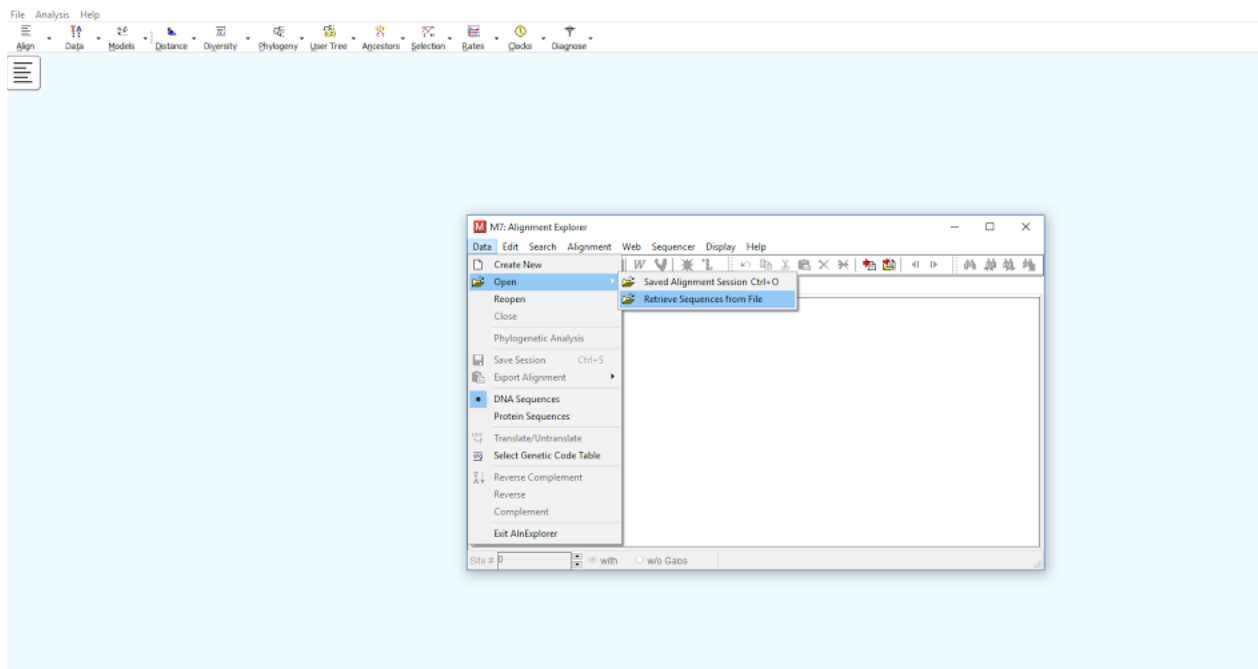 File Analysis Help
Align Data Models Distance Diversity Phylogeny User Tree Ancestors Selection Rates Clocks Diagnose
M7: Alignment Explorer
Data Edit Search Alignment Web Sequencer Display Help
Create New
Open
Saved Alignment Session Ctrl+O
Reopen
Retrieve Sequences from File
Close
Phylogenetic Analysis
Save Session Ctrl+S
Export Alignment
DNA Sequences
Protein Sequences
Translate/Untranslate
Select Genetic Code Table
Reverse Complement
Reverse
Complement
Exit AlnExplorer
Site # 0 with w/o Gaps